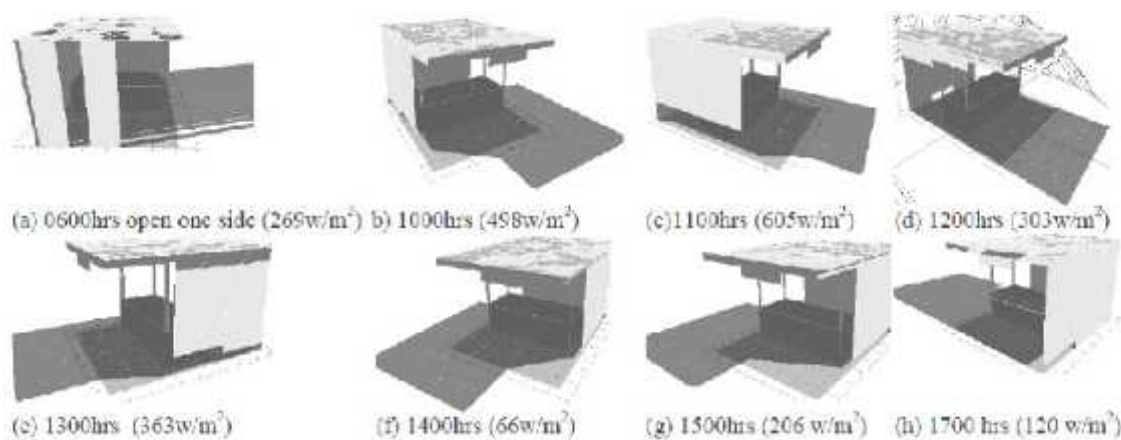 (a) 0600hrs open one side (269w/m²) b) 1000hrs (498w/m²) (c)1100hrs (605w/m²) (d) 1200hrs (303w/m²)
(e) 1300hrs (363w/m²) (f) 1400hrs (66w/m²) (g) 1500hrs (206 w/m²) (h) 1700 hrs (120 w/m²)